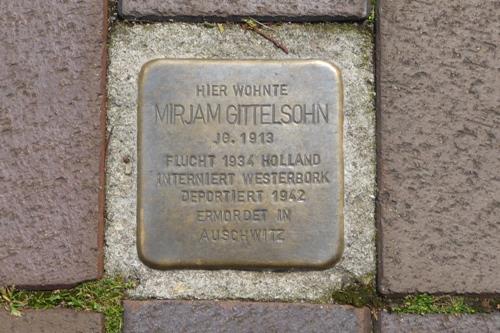 HIER WOHNTE
MIRJAM GITTELSOHN
JG. 1913
FLUCHT 1934 HOLLAND
INTERNIERT WESTERBORK
DEPORTIERT 1942
ERMORDET IN
AUSCHWITZ